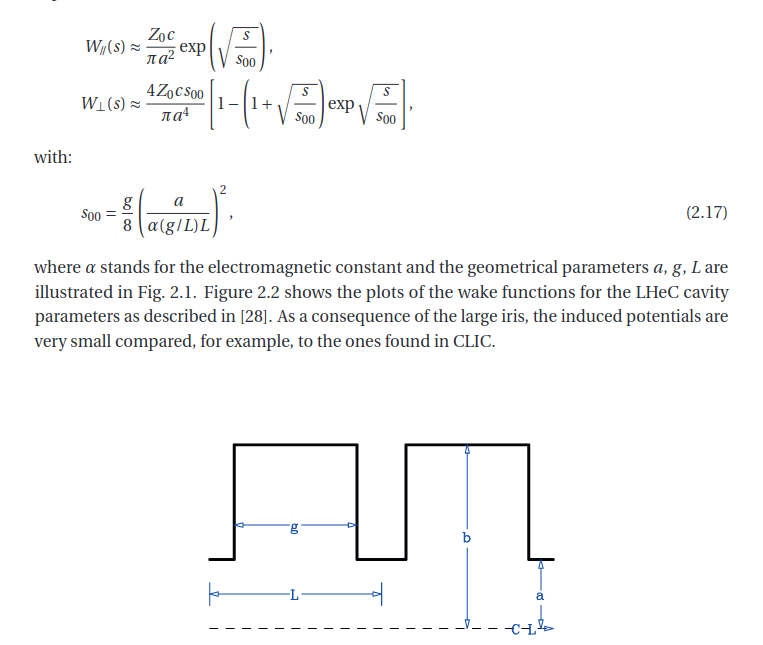 W∥(s) ≈ Z₀c / πa² exp(√(s / s₀₀)),
W⊥(s) ≈ 4Z₀cs₀₀ / πa⁴ [1 − (1 + √(s / s₀₀)) exp √(s / s₀₀)],
with:
s₀₀ = g / 8 (a / α(g/L)L)², (2.17)
where α stands for the electromagnetic constant and the geometrical parameters a, g, L are
illustrated in Fig. 2.1. Figure 2.2 shows the plots of the wake functions for the LHeC cavity
parameters as described in [28]. As a consequence of the large iris, the induced potentials are
very small compared, for example, to the ones found in CLIC.
g
b
L
a
C L